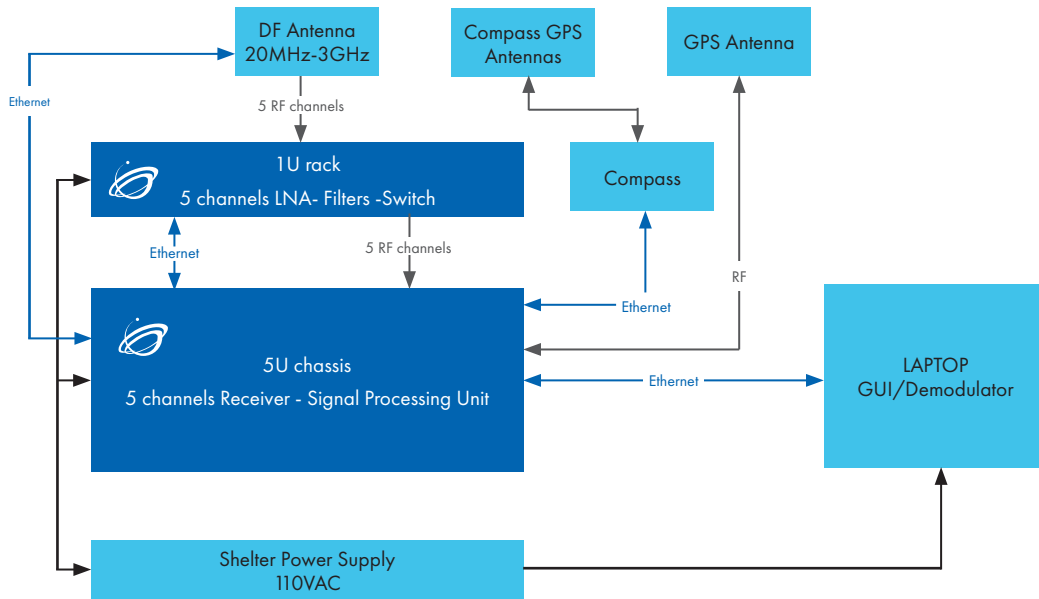 DF Antenna
20MHz-3GHz
Compass GPS
Antennas
GPS Antenna
Ethernet
5 RF channels
1U rack
5 channels LNA- Filters -Switch
Compass
Ethernet
5 RF channels
RF
Ethernet
5U chassis
5 channels Receiver - Signal Processing Unit
Ethernet
LAPTOP
GUI/Demodulator
Shelter Power Supply
110VAC